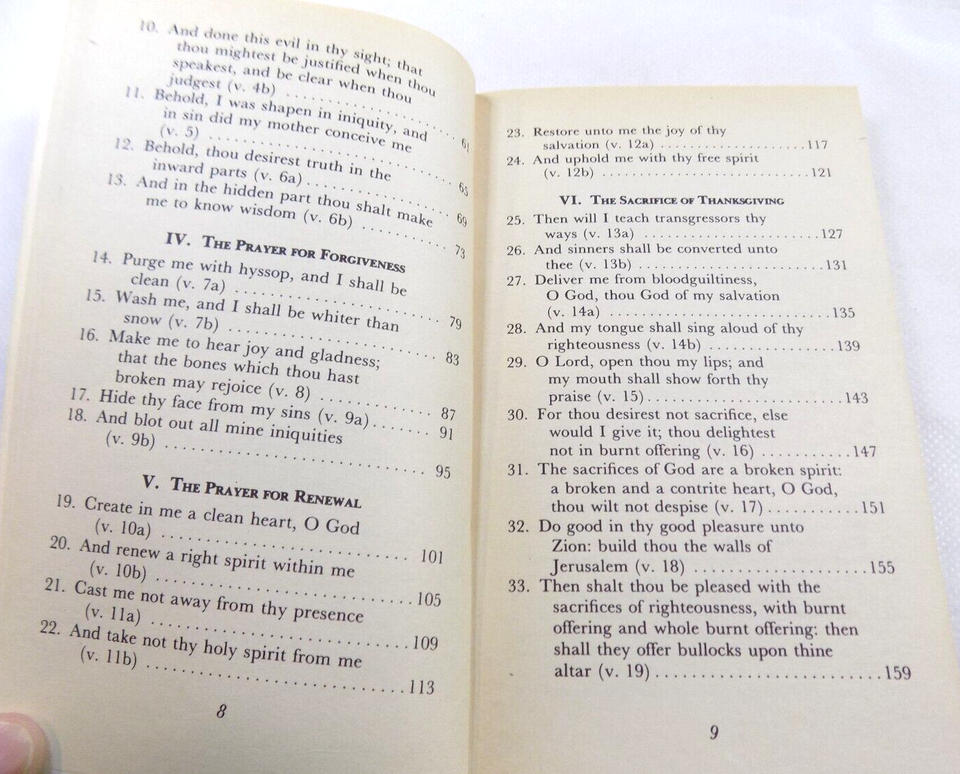 10. And done this evil in thy sight; that
thou mightest be justified when thou
speakest, and be clear when thou
judgest (v. 4b) .................... 61
11. Behold, I was shapen in iniquity, and
in sin did my mother conceive me
(v. 5) .................... 65
12. Behold, thou desirest truth in the
inward parts (v. 6a) .................... 69
13. And in the hidden part thou shalt make
me to know wisdom (v. 6b) .......... 73
IV. THE PRAYER FOR FORGIVENESS
14. Purge me with hyssop, and I shall be
clean (v. 7a) .................... 79
15. Wash me, and I shall be whiter than
snow (v. 7b) .................... 83
16. Make me to hear joy and gladness;
that the bones which thou hast
broken may rejoice (v. 8) ............. 87
17. Hide thy face from my sins (v. 9a) ....... 91
18. And blot out all mine iniquities
(v. 9b) .......................... 95
V. THE PRAYER FOR RENEWAL
19. Create in me a clean heart, O God
(v. 10a) ......................... 101
20. And renew a right spirit within me
(v. 10b) ......................... 105
21. Cast me not away from thy presence
(v. 11a) ......................... 109
22. And take not thy holy spirit from me
(v. 11b) ......................... 113
8
23. Restore unto me the joy of thy
salvation (v. 12a) .................... 117
24. And uphold me with thy free spirit
(v. 12b) ............................ 121
VI. THE SACRIFICE OF THANKSGIVING
25. Then will I teach transgressors thy
ways (v. 13a) ....................... 127
26. And sinners shall be converted unto
thee (v. 13b) ....................... 131
27. Deliver me from bloodguiltiness,
O God, thou God of my salvation
(v. 14a) ............................ 135
28. And my tongue shall sing aloud of thy
righteousness (v. 14b) ............... 139
29. O Lord, open thou my lips; and
my mouth shall show forth thy
praise (v. 15) ....................... 143
30. For thou desirest not sacrifice, else
would I give it; thou delightest
not in burnt offering (v. 16) ........... 147
31. The sacrifices of God are a broken spirit:
a broken and a contrite heart, O God,
thou wilt not despise (v. 17) ........... 151
32. Do good in thy good pleasure unto
Zion: build thou the walls of
Jerusalem (v. 18) .................... 155
33. Then shalt thou be pleased with the
sacrifices of righteousness, with burnt
offering and whole burnt offering: then
shall they offer bullocks upon thine
altar (v. 19) ......................... 159
9